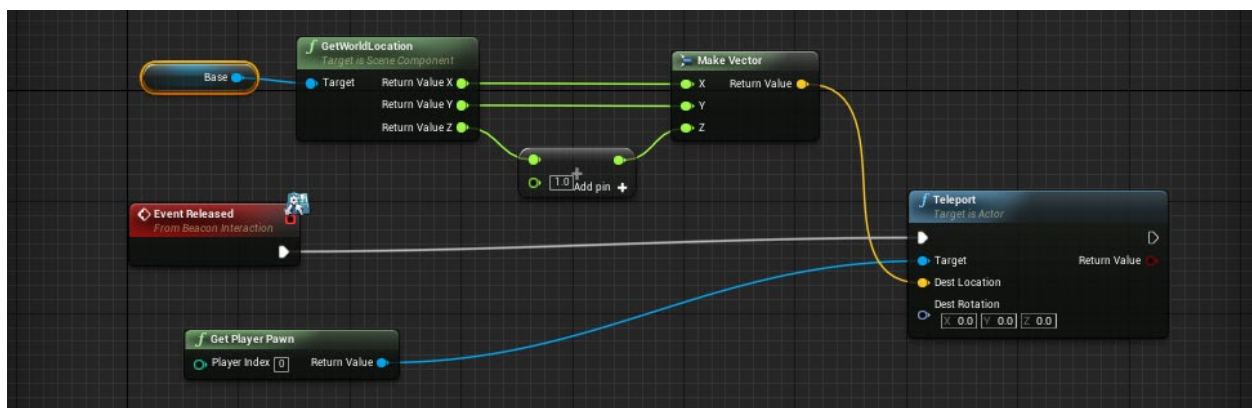 GetWorldLocation
Target is Scene Component
Base
Target Return Value X
Return Value Y
Return Value Z
Make Vector
X Return Value
Y
Z
1.0 Add pin +
Event Released
From Beacon Interaction
Teleport
Target is Actor
Target Return Value
Dest Location
Dest Rotation
X 0.0 Y 0.0 Z 0.0
Get Player Pawn
Player Index 0 Return Value